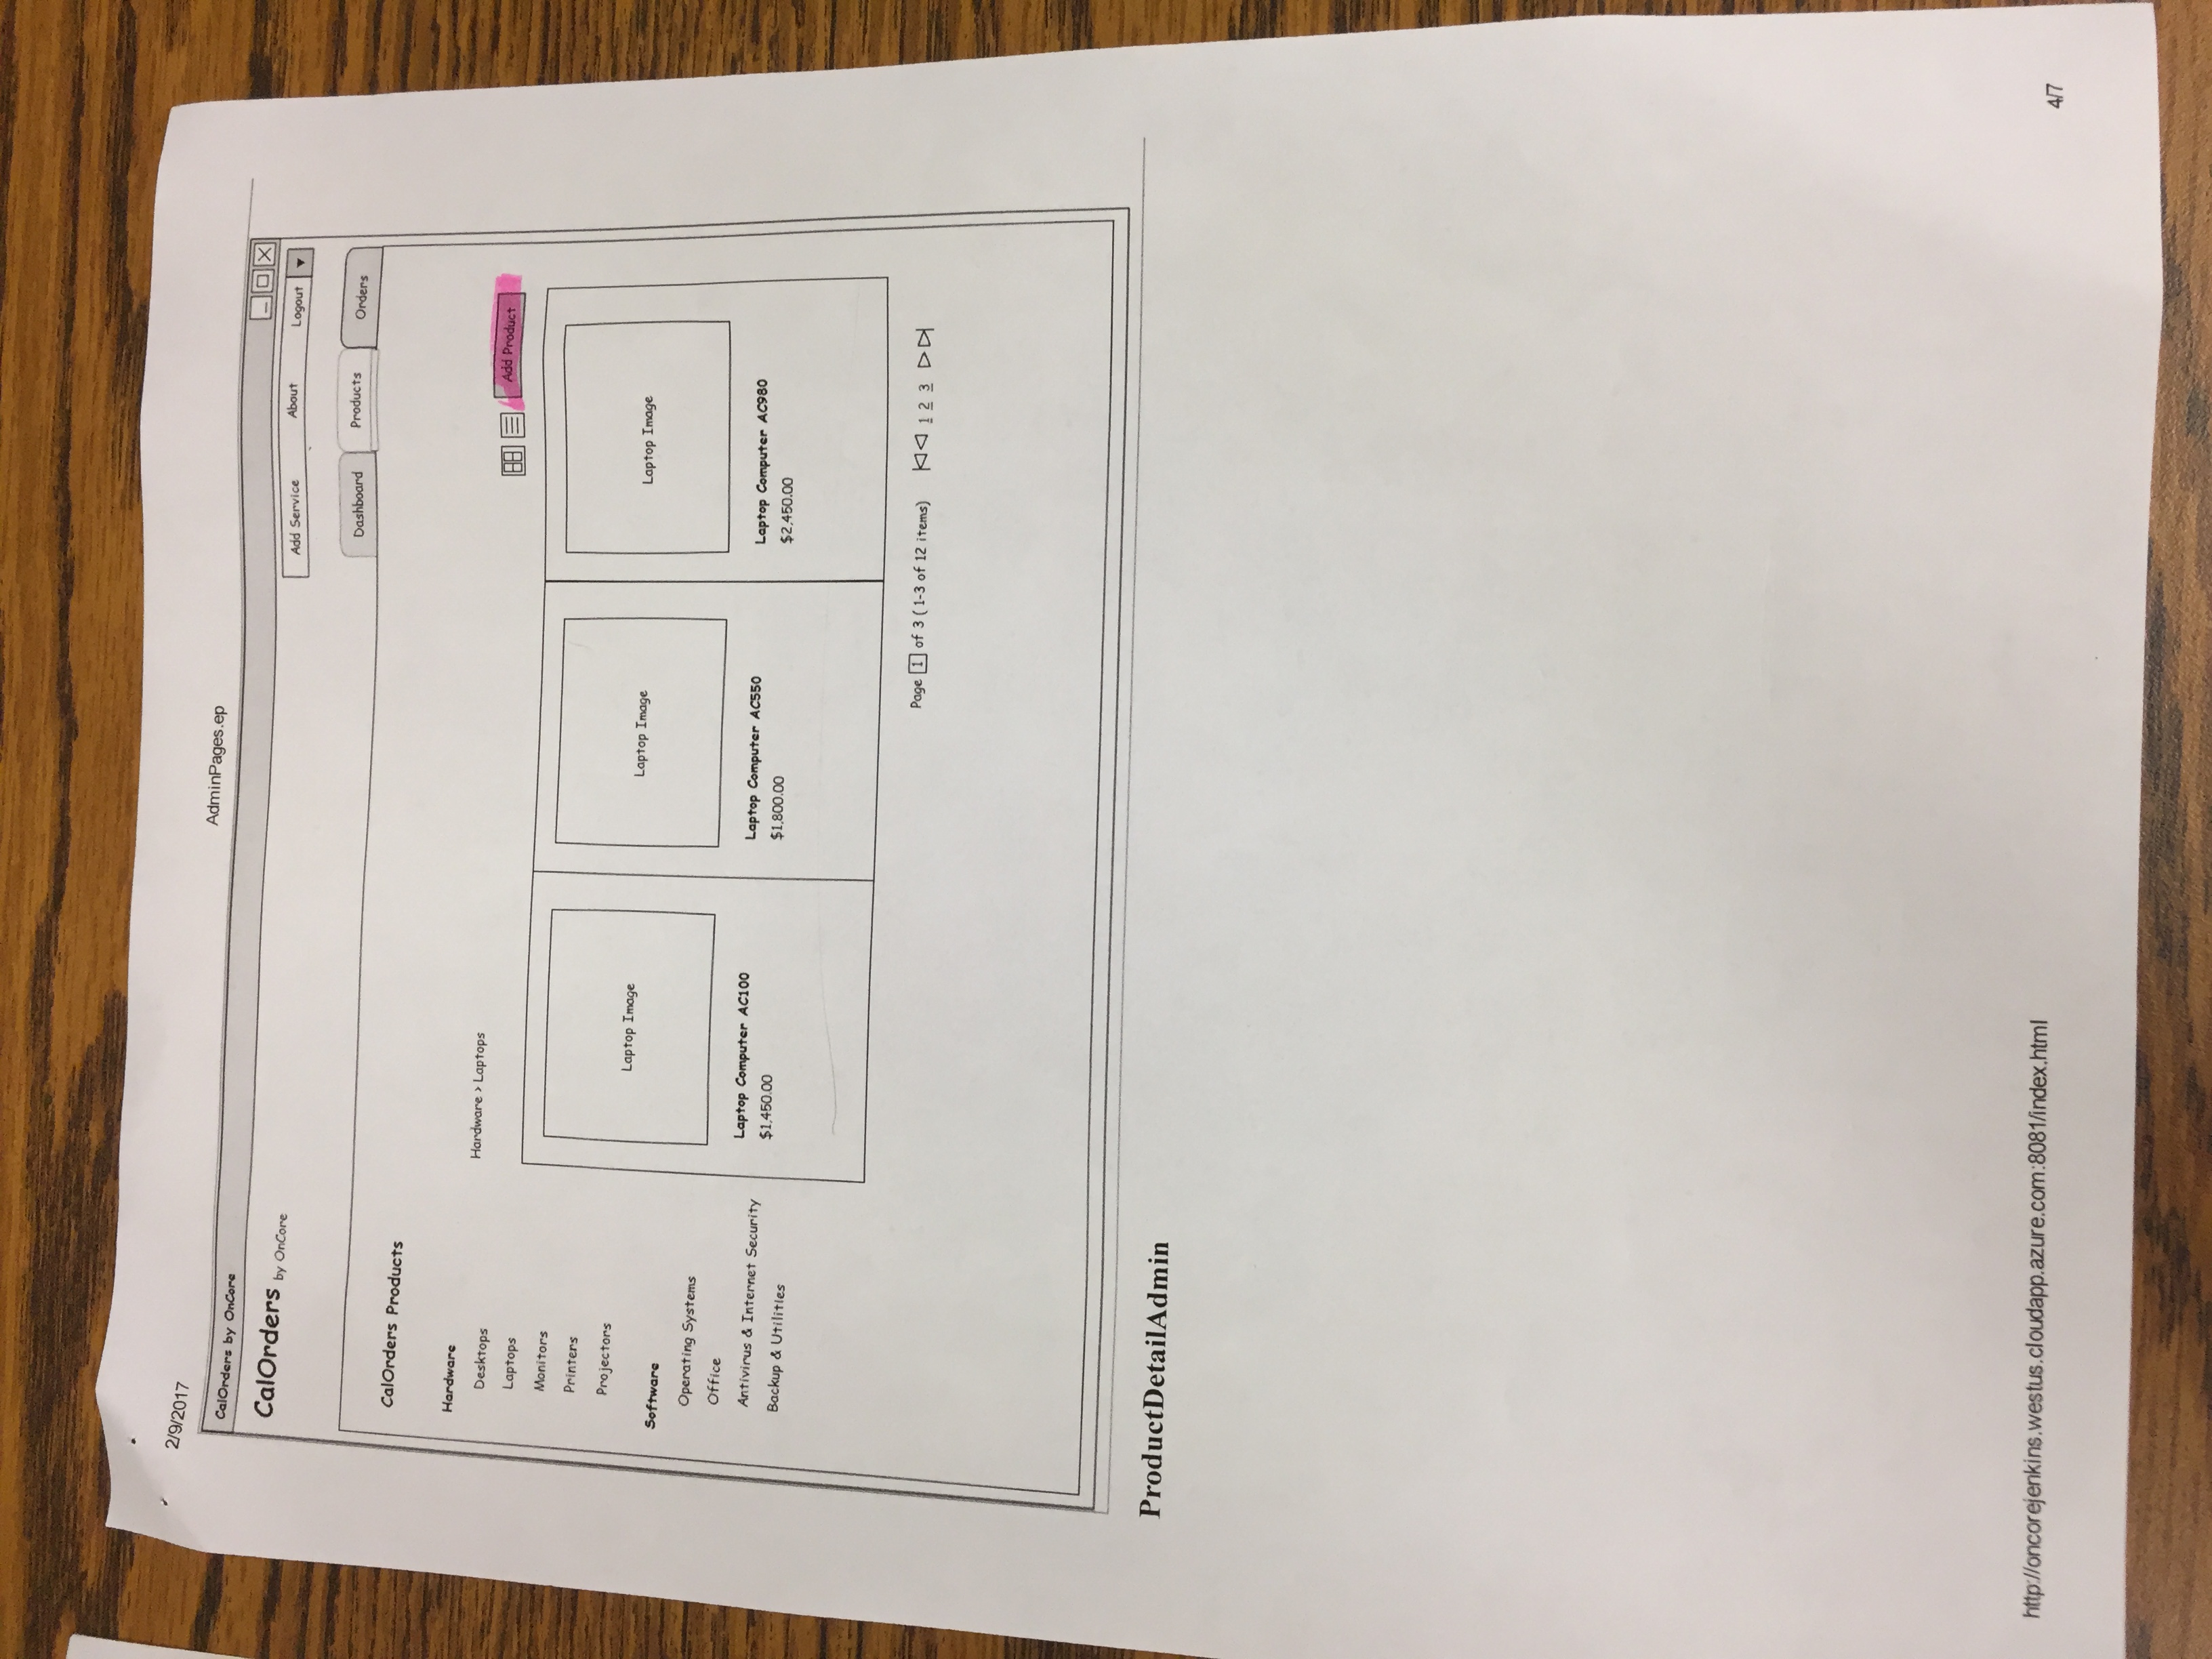 2/9/2017
AdminPages.ep
CalOrders by OnCore
CalOrders by OnCore
Add Service About Logout
Dashboard Products Orders
CalOrders Products
Hardware
Desktops
Laptops
Monitors
Printers
Projectors
Software
Operating Systems
Office
Antivirus & Internet Security
Backup & Utilities
Hardware > Laptops
Add Product
Laptop Image
Laptop Computer AC100
$1,450.00
Laptop Image
Laptop Computer AC550
$1,800.00
Laptop Image
Laptop Computer AC980
$2,450.00
Page 1 of 3 ( 1-3 of 12 items) 1 2 3
ProductDetailAdmin
http://oncorejenkins.westus.cloudapp.azure.com:8081/index.html
4/7